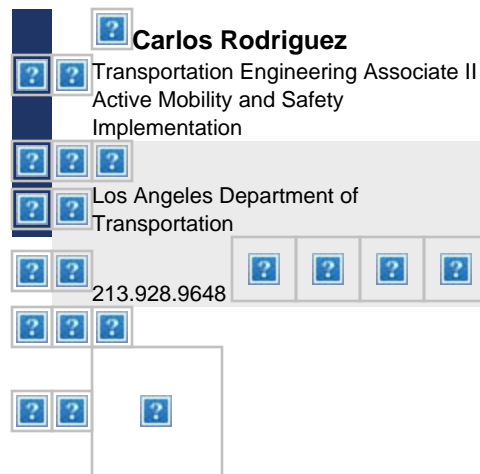 Carlos Rodriguez
Transportation Engineering Associate II
Active Mobility and Safety
Implementation
Los Angeles Department of
Transportation
213.928.9648